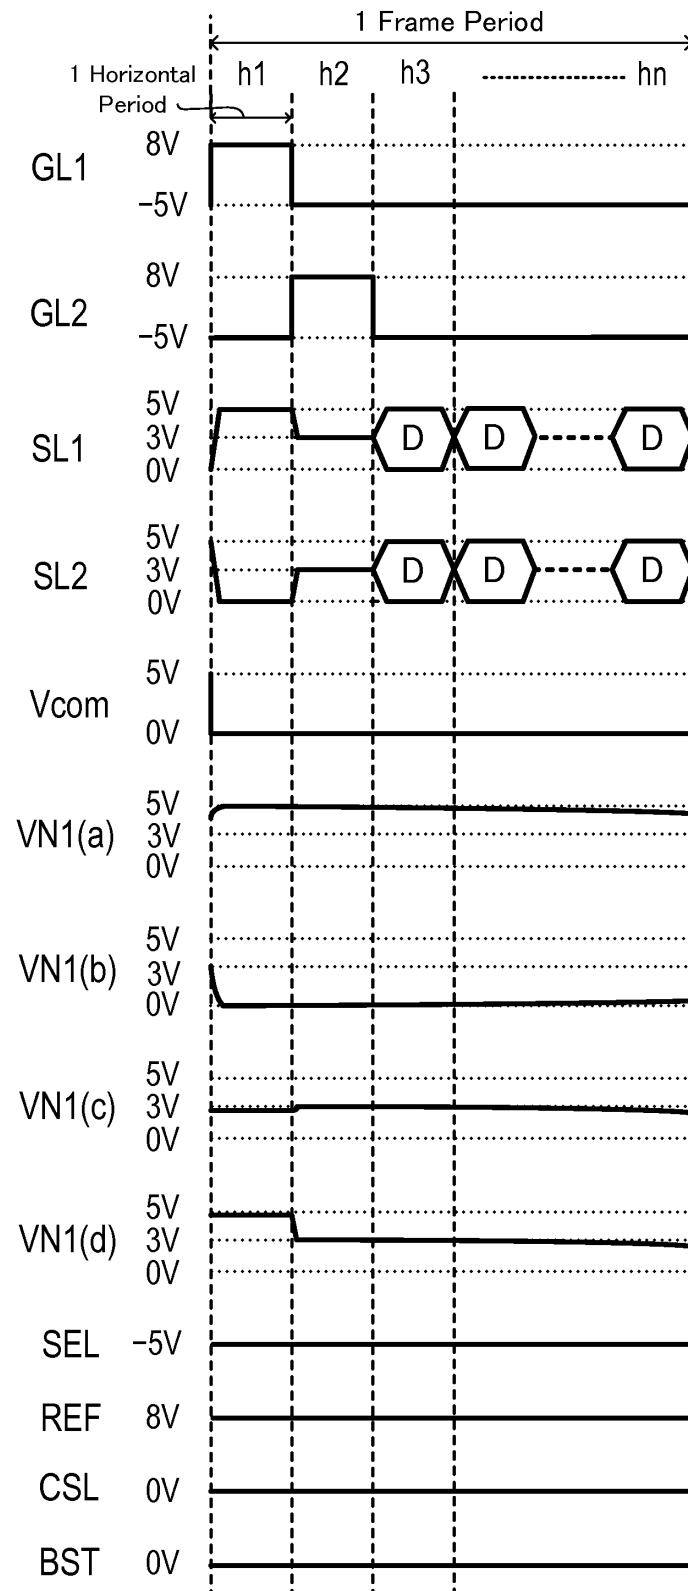 1 Frame Period
1 Horizontal Period h1 h2 h3 hn
GL1 8V
−5V
GL2 8V
−5V
SL1 5V
3V D D D
0V
SL2 5V
3V D D D
0V
Vcom 5V
0V
VN1(a) 5V
3V
0V
VN1(b) 5V
3V
0V
VN1(c) 5V
3V
0V
VN1(d) 5V
3V
0V
SEL −5V
REF 8V
CSL 0V
BST 0V